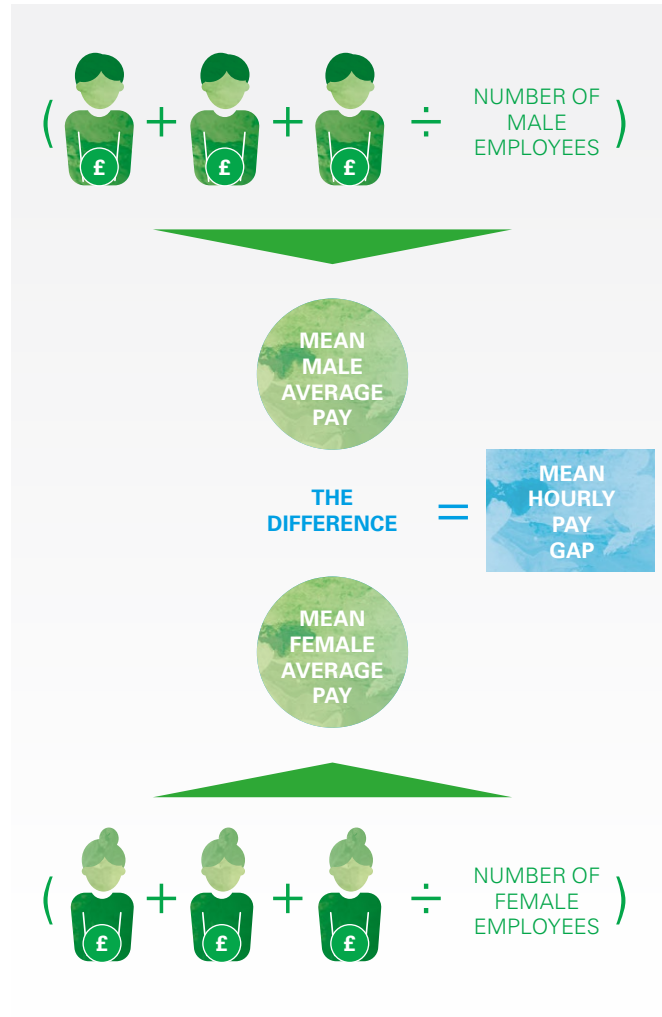 ( £ + £ + £ ÷ NUMBER OF
MALE
EMPLOYEES )
MEAN
MALE
AVERAGE
PAY
THE
DIFFERENCE
=
MEAN
HOURLY
PAY
GAP
MEAN
FEMALE
AVERAGE
PAY
( £ + £ + £ ÷ NUMBER OF
FEMALE
EMPLOYEES )